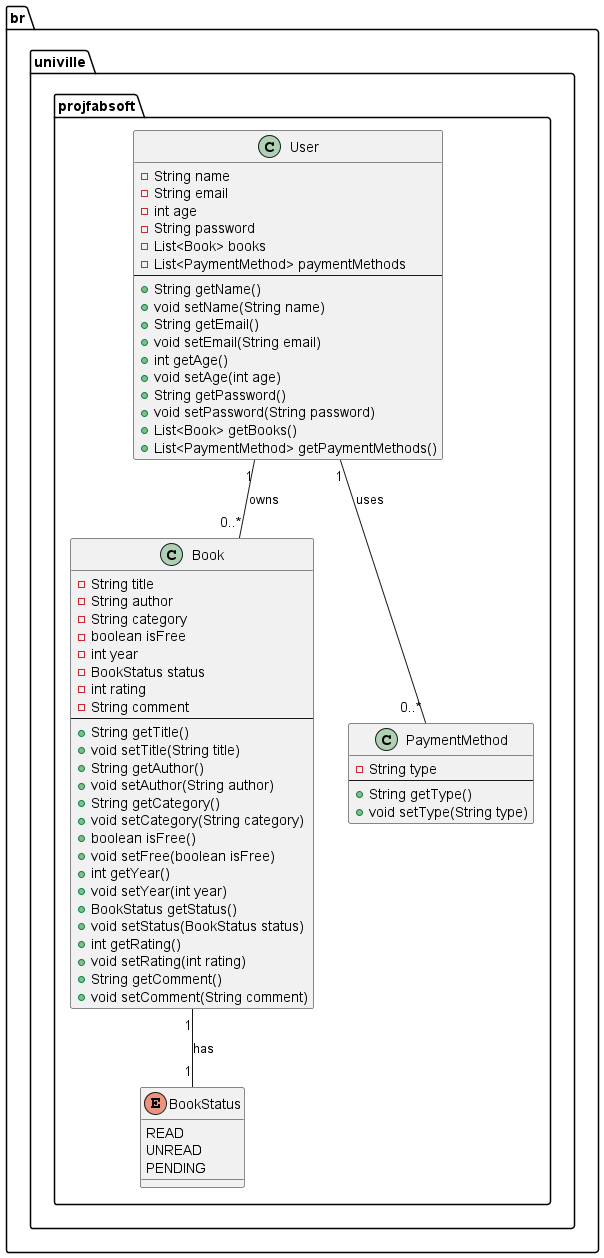 br
univille
projfabsoft
C User
String name
String email
int age
String password
List<Book> books
List<PaymentMethod> paymentMethods
String getName()
void setName(String name)
String getEmail()
void setEmail(String email)
int getAge()
void setAge(int age)
String getPassword()
void setPassword(String password)
List<Book> getBooks()
List<PaymentMethod> getPaymentMethods()
1
owns
0..*
1
uses
0..*
C Book
String title
String author
String category
boolean isFree
int year
BookStatus status
int rating
String comment
String getTitle()
void setTitle(String title)
String getAuthor()
void setAuthor(String author)
String getCategory()
void setCategory(String category)
boolean isFree()
void setFree(boolean isFree)
int getYear()
void setYear(int year)
BookStatus getStatus()
void setStatus(BookStatus status)
int getRating()
void setRating(int rating)
String getComment()
void setComment(String comment)
C PaymentMethod
String type
String getType()
void setType(String type)
1
has
1
E BookStatus
READ
UNREAD
PENDING